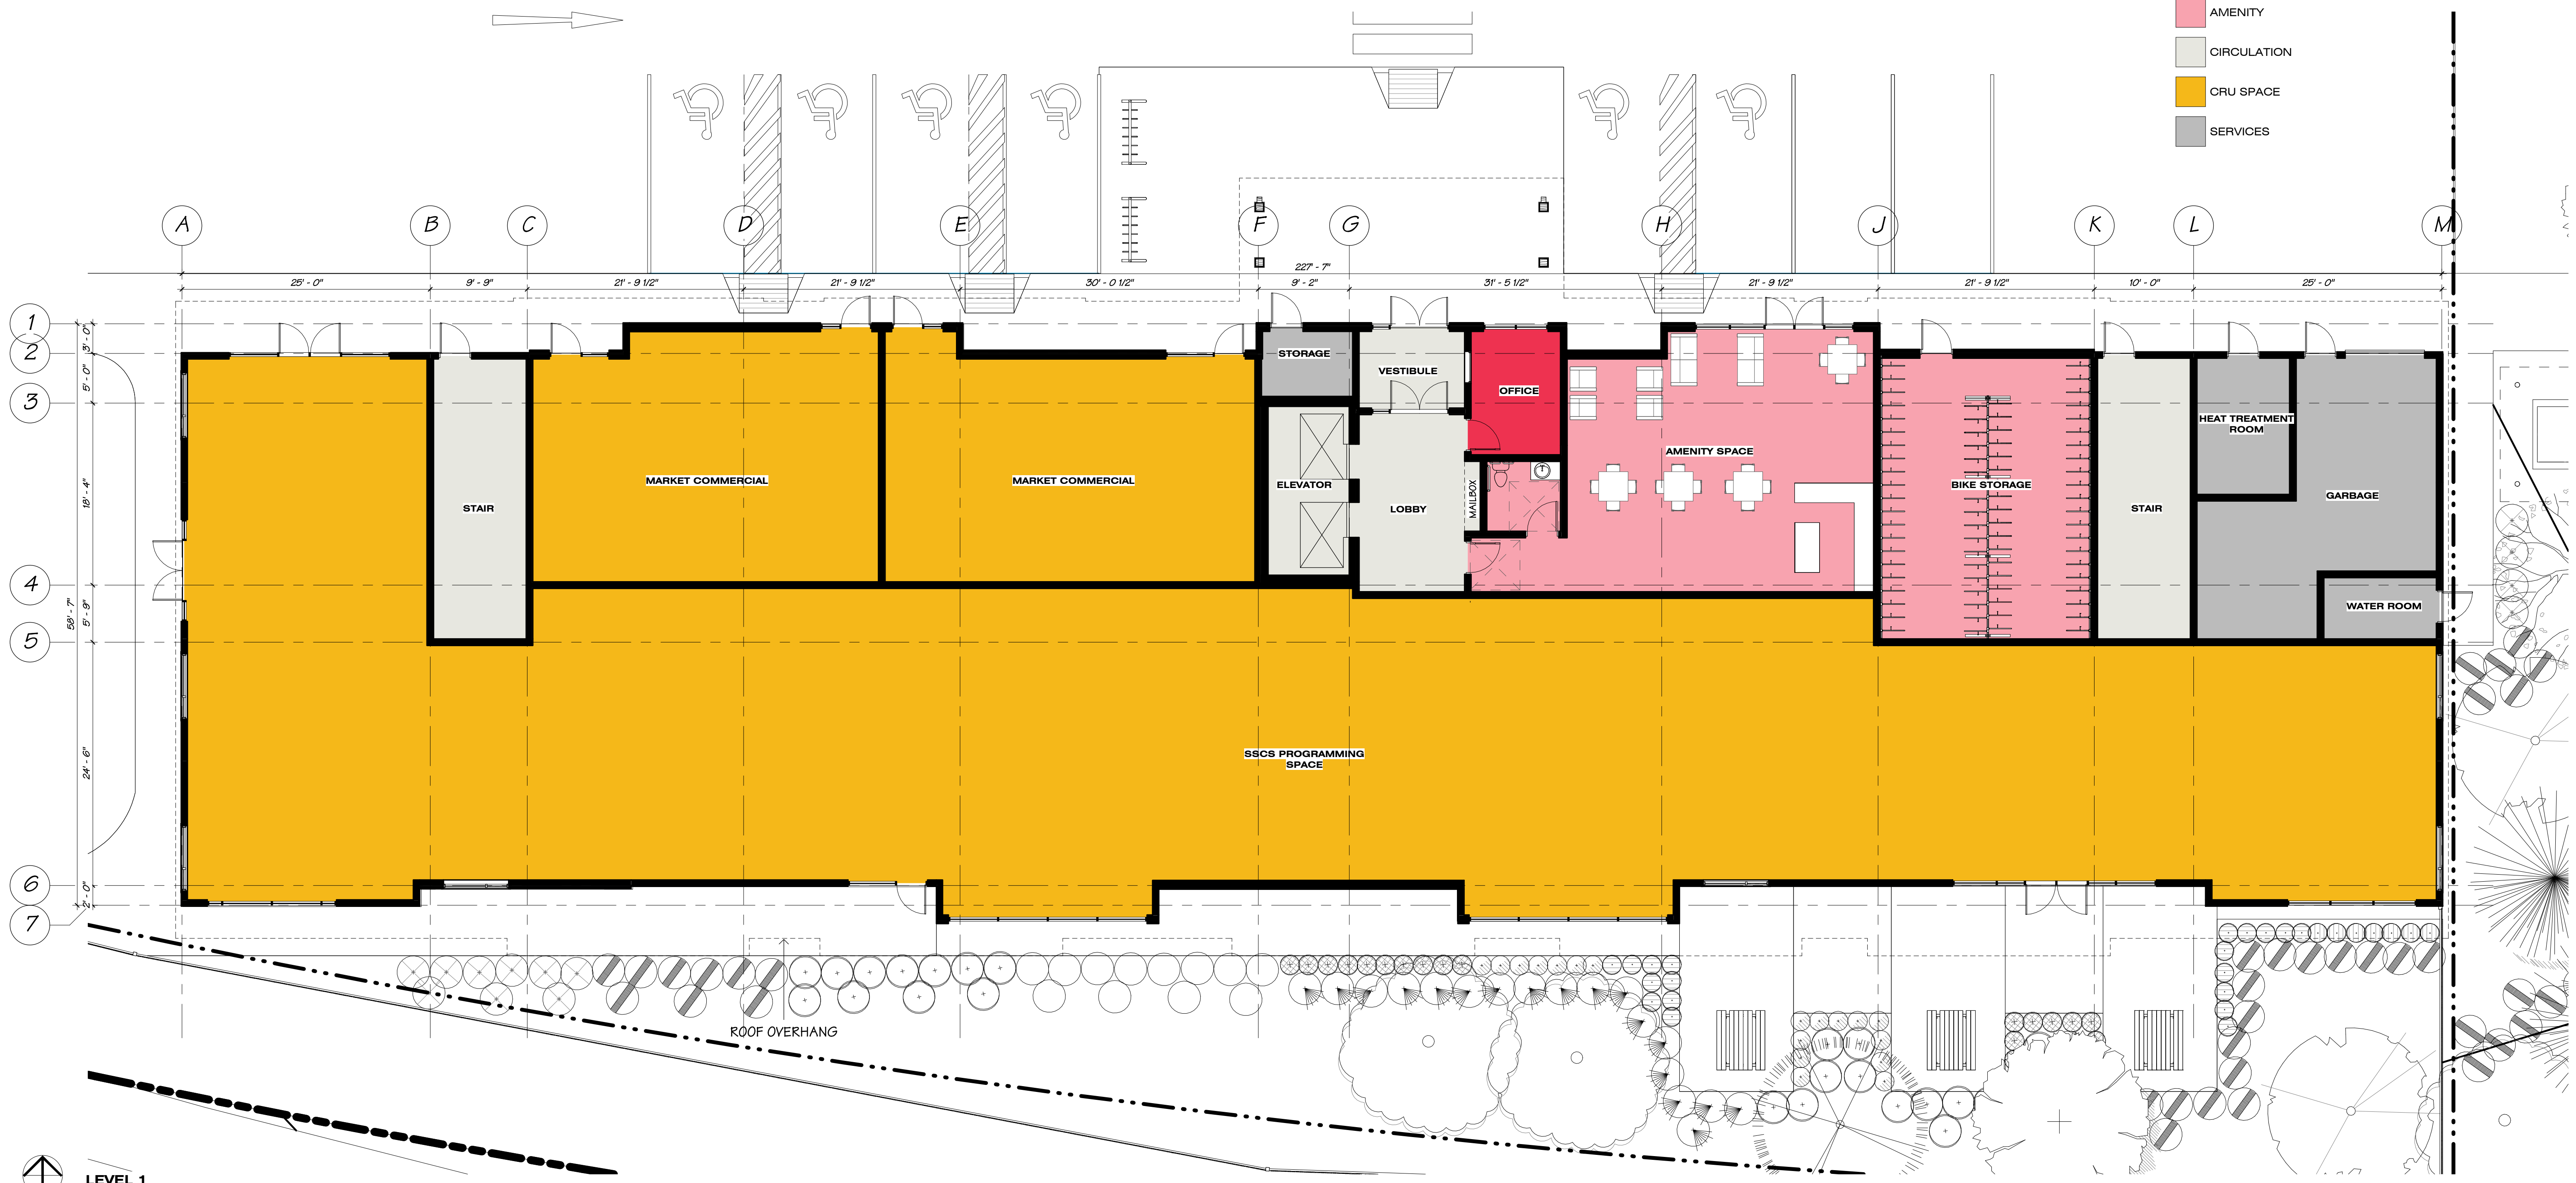 AMENITY
CIRCULATION
CRU SPACE
SERVICES
A
B
C
D
E
F
G
H
J
K
L
M
227' - 7"
25' - 0"
9' - 9"
21' - 9 1/2"
21' - 9 1/2"
30' - 0 1/2"
9' - 2"
31' - 5 1/2"
21' - 9 1/2"
21' - 9 1/2"
10' - 0"
25' - 0"
1
2
3
4
5
6
7
3' - 0"
5' - 0"
18' - 4"
5' - 9"
24' - 6"
2' - 0"
58' - 7"
STORAGE
VESTIBULE
OFFICE
HEAT TREATMENT
ROOM
AMENITY SPACE
MARKET COMMERCIAL
MARKET COMMERCIAL
ELEVATOR
MAILBOX
BIKE STORAGE
GARBAGE
STAIR
LOBBY
STAIR
WATER ROOM
SSCS PROGRAMMING
SPACE
ROOF OVERHANG
LEVEL 1